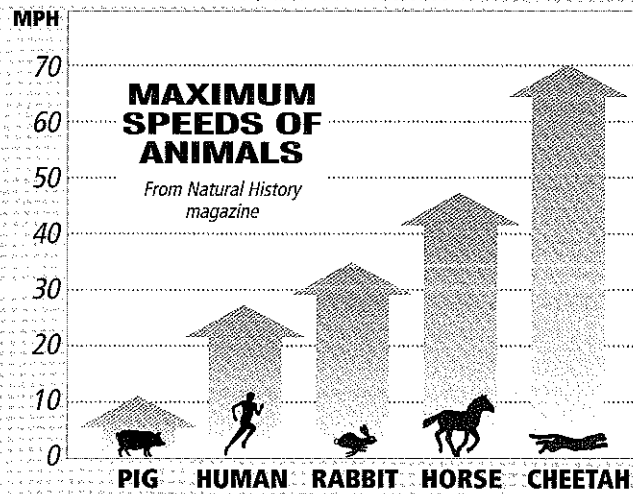 MPH
70
60
50
40
30
20
10
0
MAXIMUM
SPEEDS OF
ANIMALS
From Natural History
magazine
PIG HUMAN RABBIT HORSE CHEETAH